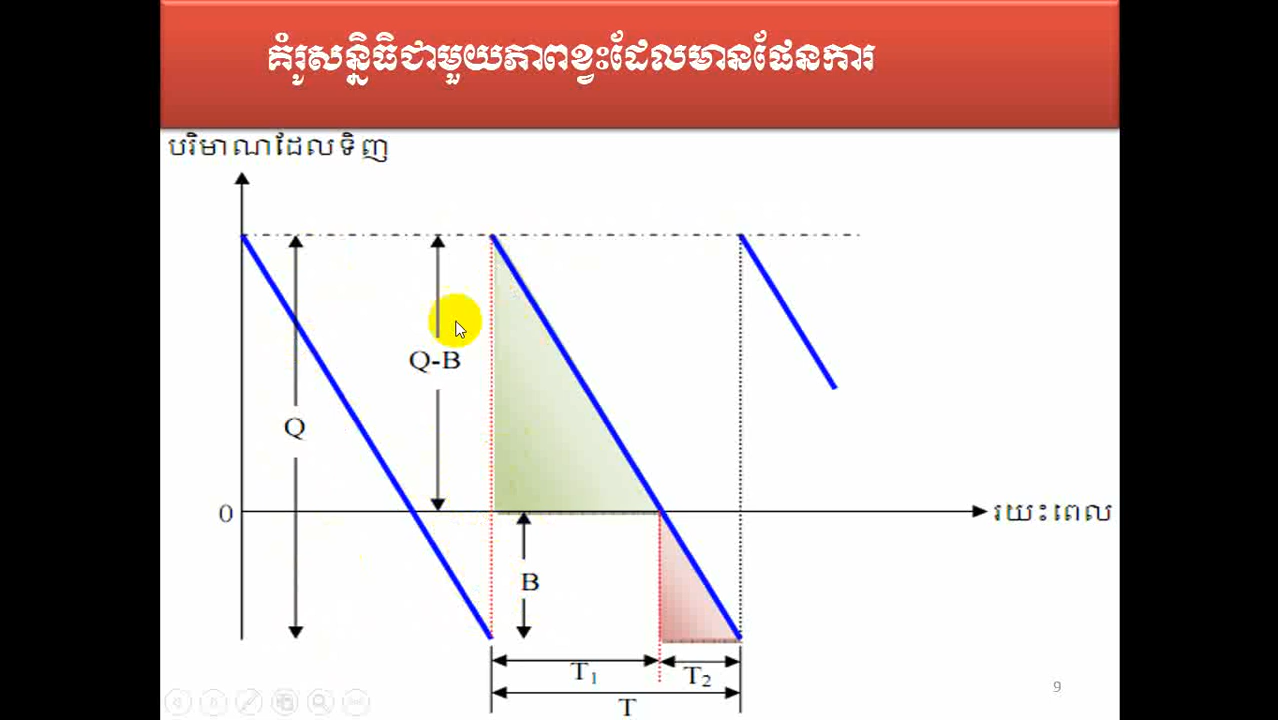 គំរូសន្និធិជាមួយភាពខ្វះដែលមានផែនការ
បរិមាណដែលទិញ
Q-B
Q
0
រយះពេល
B
T₁
T₂
T
9